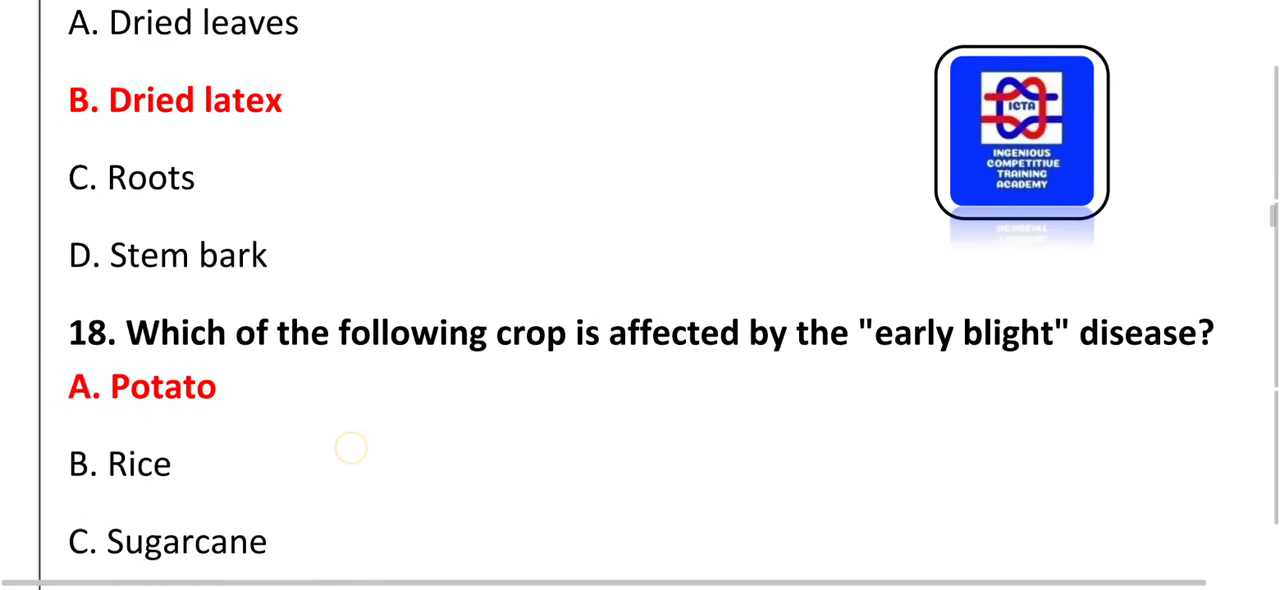 A. Dried leaves
B. Dried latex
ICTA
INGENIOUS
COMPETITIVE
TRAINING
ACADEMY
C. Roots
D. Stem bark
18. Which of the following crop is affected by the "early blight" disease?
A. Potato
B. Rice
C. Sugarcane